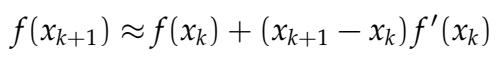 f(x_{k+1}) ≈ f(x_k) + (x_{k+1} − x_k) f′(x_k)